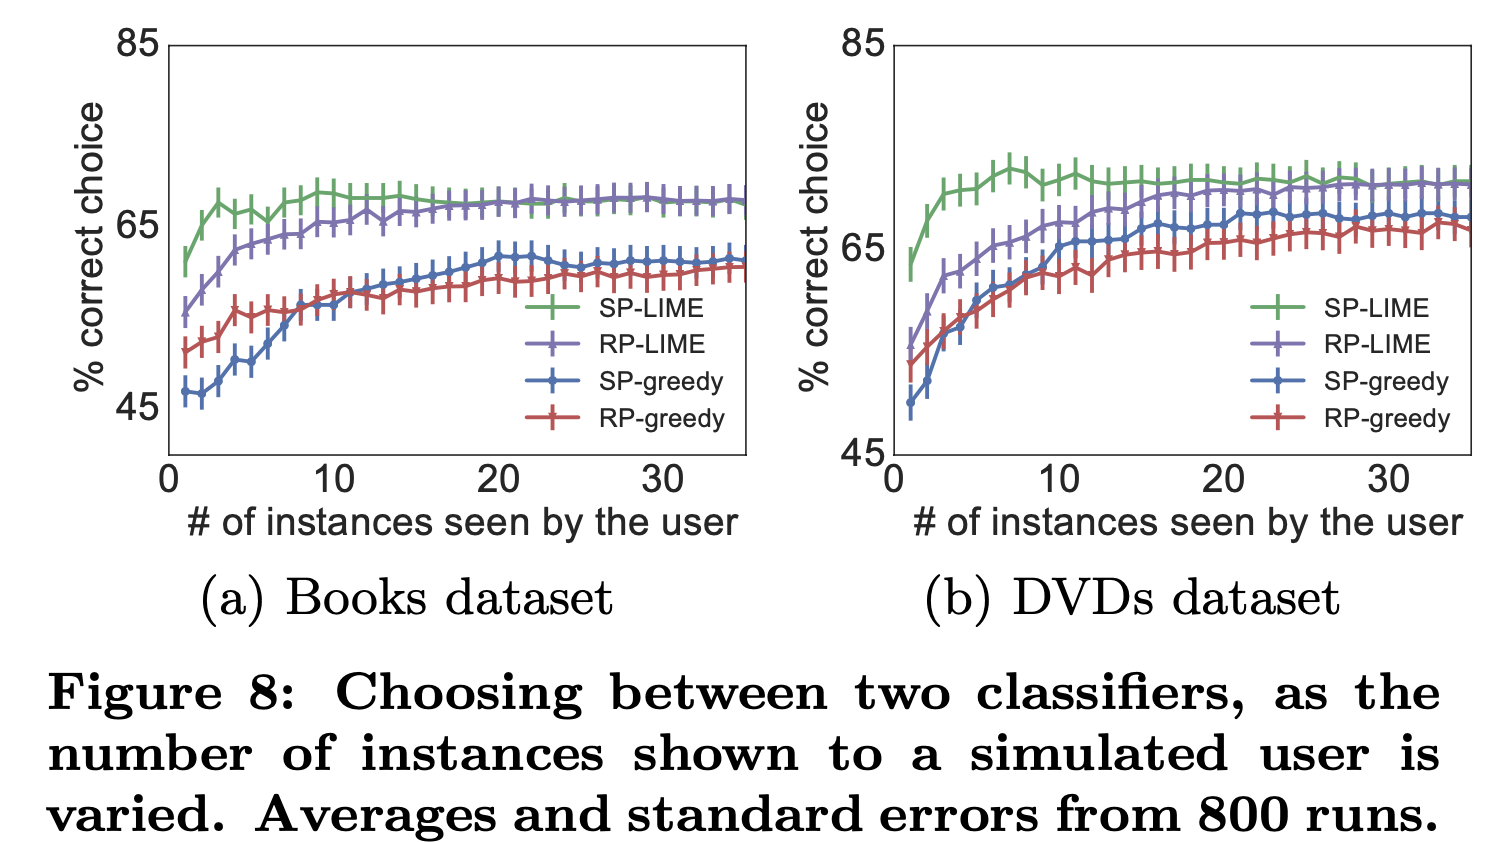 85
65
45
% correct choice
SP-LIME
RP-LIME
SP-greedy
RP-greedy
0 10 20 30
# of instances seen by the user
(a) Books dataset
85
65
45
% correct choice
SP-LIME
RP-LIME
SP-greedy
RP-greedy
0 10 20 30
# of instances seen by the user
(b) DVDs dataset
Figure 8: Choosing between two classifiers, as the
number of instances shown to a simulated user is
varied. Averages and standard errors from 800 runs.